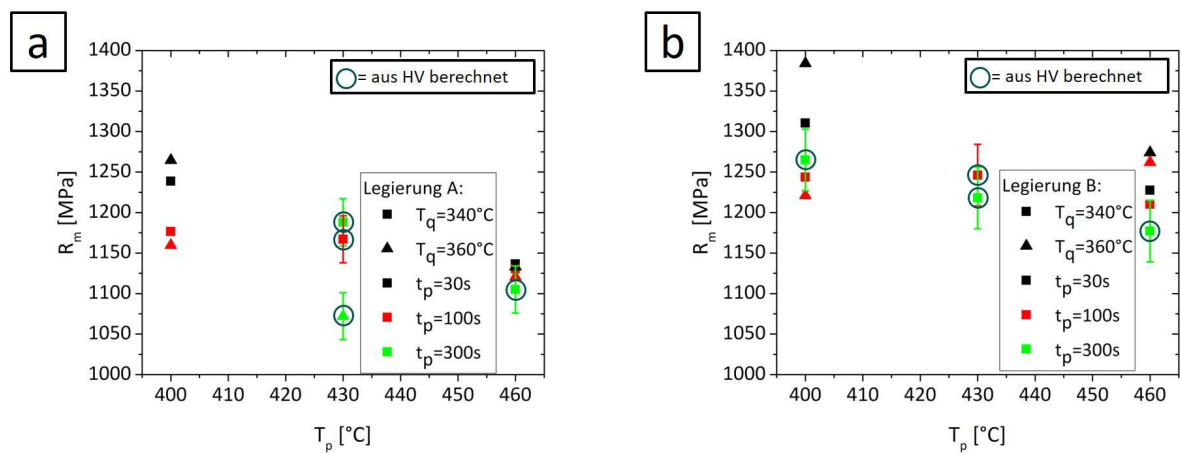 a
1400
1350
1300
1250
1200
1150
1100
1050
1000
R_m [MPa]
= aus HV berechnet
Legierung A:
T_q=340°C
T_q=360°C
t_p=30s
t_p=100s
t_p=300s
400 410 420 430 440 450 460
T_p [°C]
b
1400
1350
1300
1250
1200
1150
1100
1050
1000
R_m [MPa]
= aus HV berechnet
Legierung B:
T_q=340°C
T_q=360°C
t_p=30s
t_p=100s
t_p=300s
400 410 420 430 440 450 460
T_p [°C]